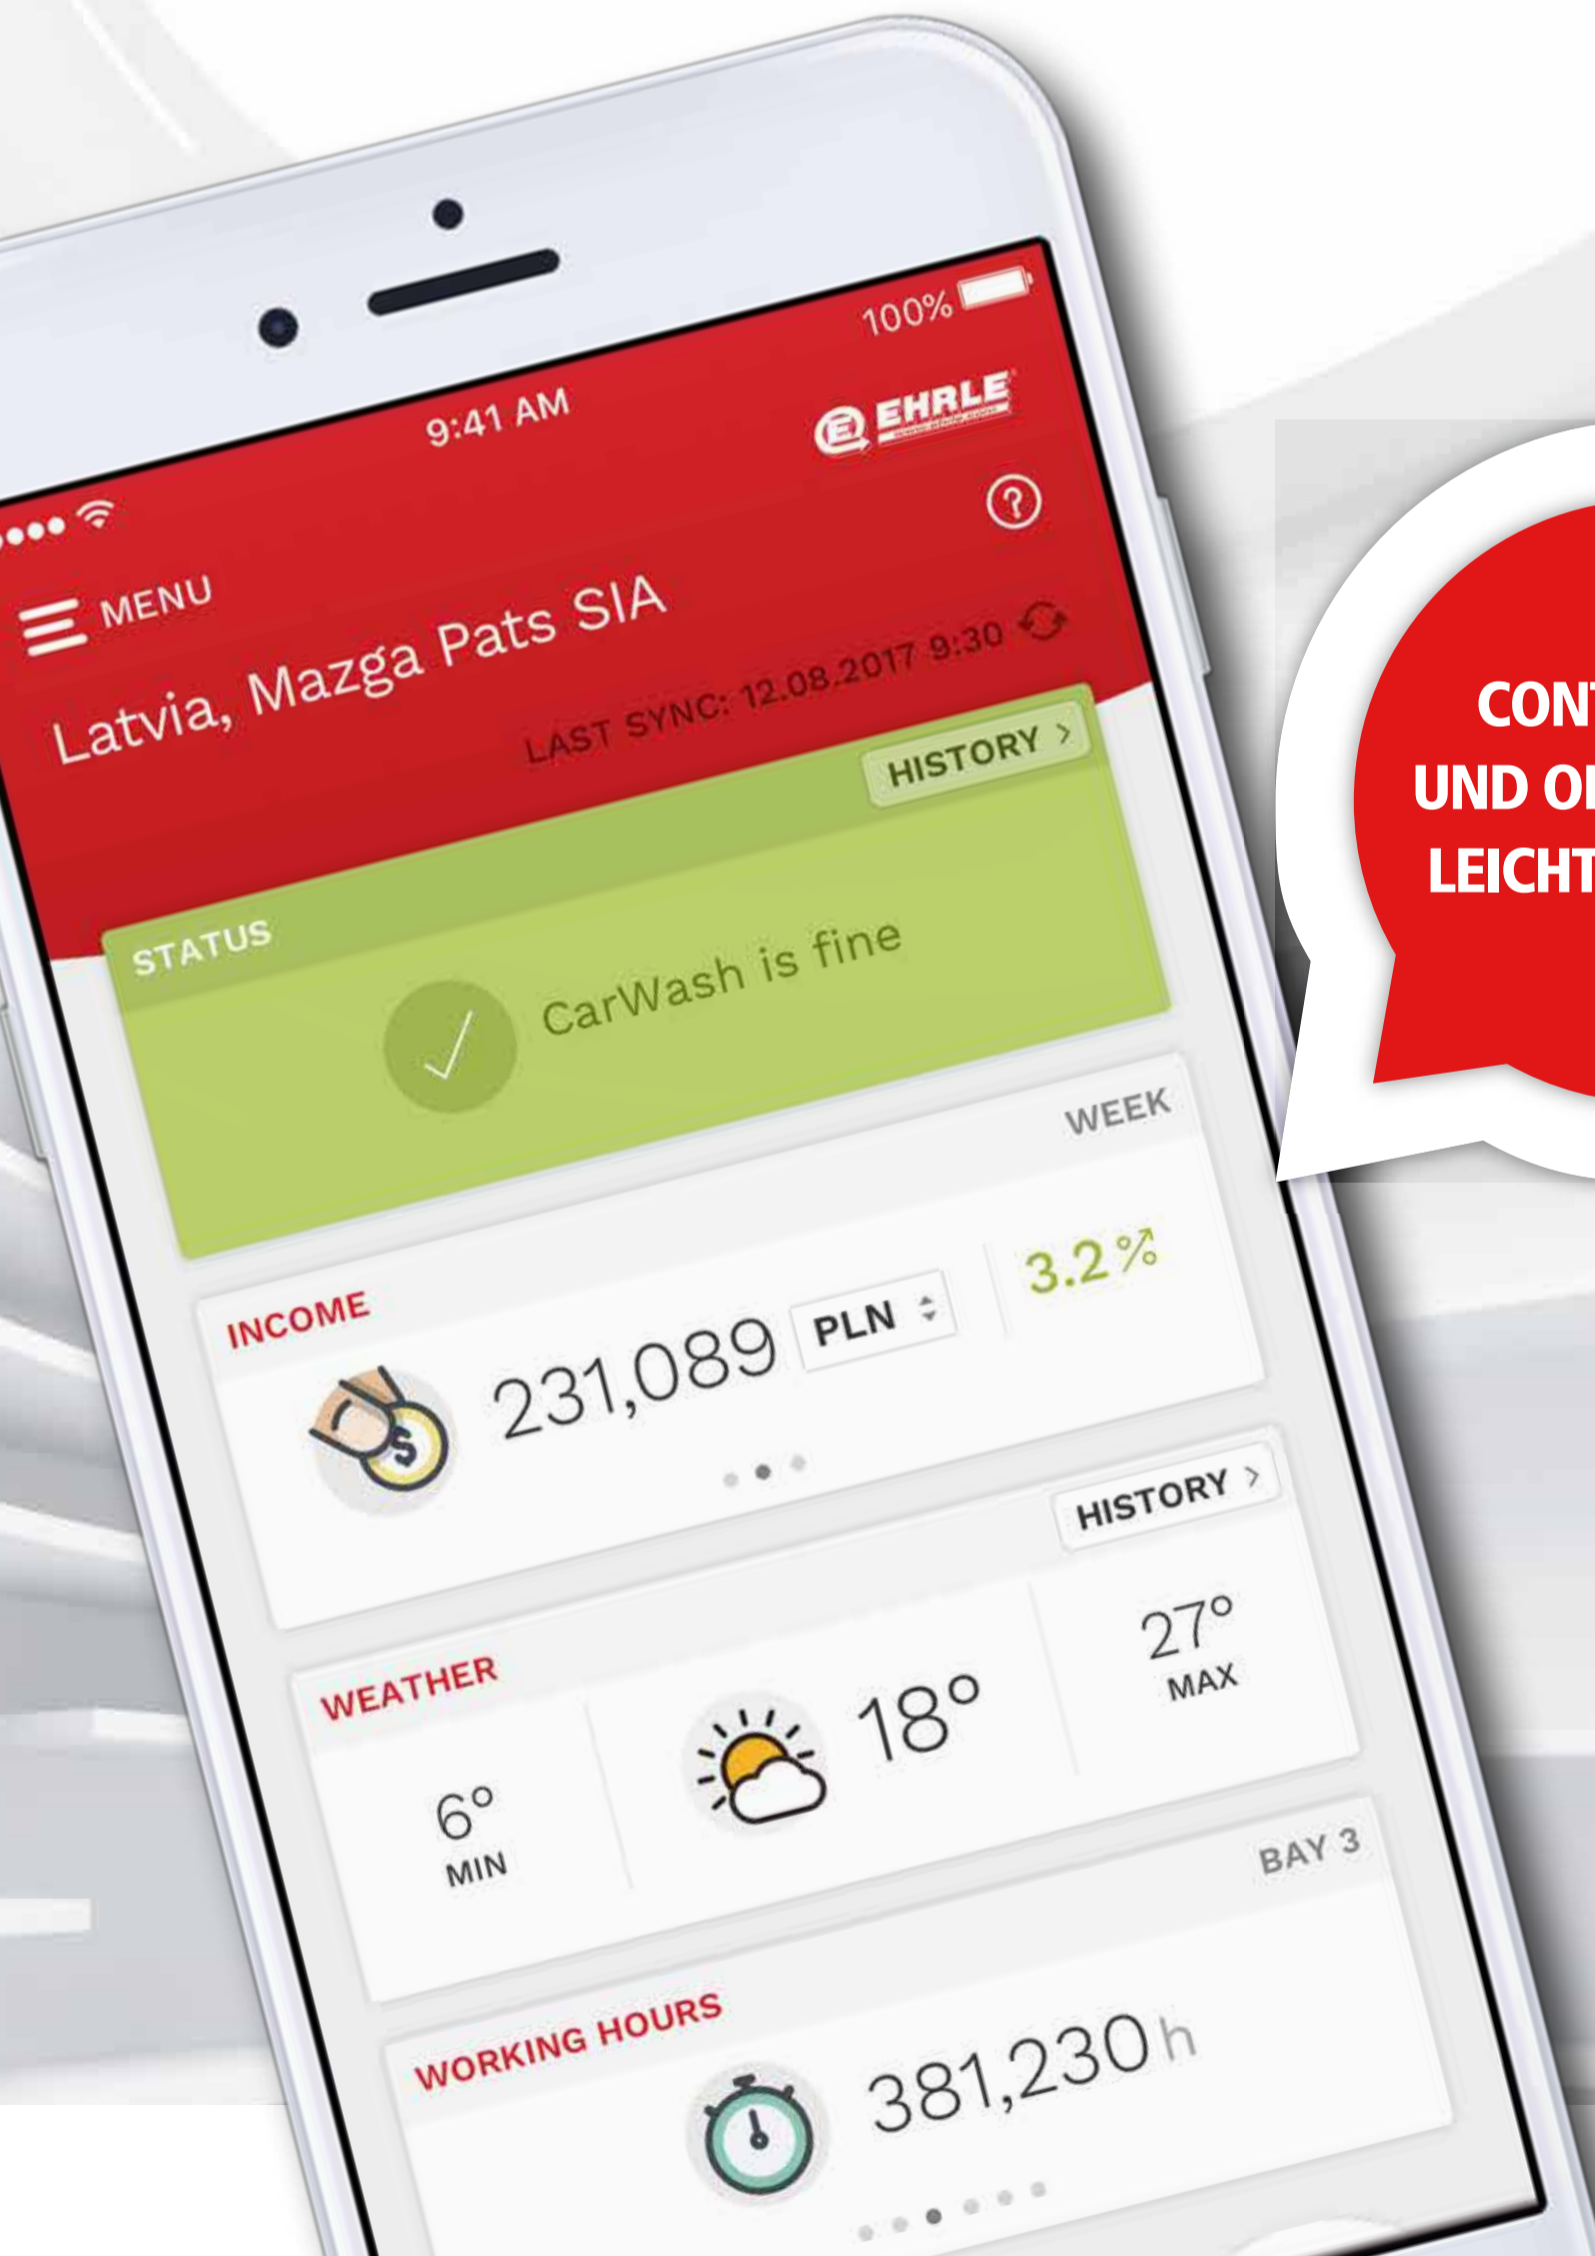 100%
9:41 AM
EHRLE
MENU
Latvia, Mazga Pats SIA
LAST SYNC: 12.08.2017 9:30
HISTORY >
STATUS
CarWash is fine
WEEK
INCOME
231,089 PLN
3.2%
HISTORY >
WEATHER
6°
MIN
18°
27°
MAX
BAY 3
WORKING HOURS
381,230 h
UND
LEICHT